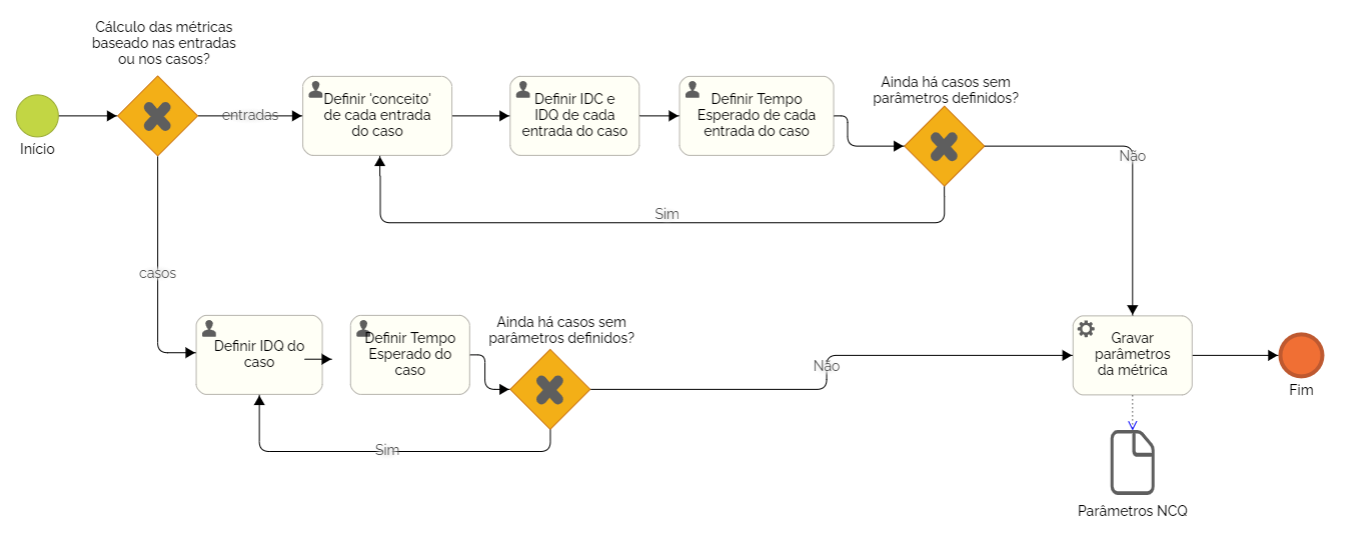 Cálculo das métricas
baseado nas entradas
ou nos casos?
Início
entradas
Definir 'conceito'
de cada entrada
do caso
Definir IDC e
IDQ de cada
entrada do caso
Definir Tempo
Esperado de cada
entrada do caso
Ainda há casos sem
parâmetros definidos?
Não
Sim
casos
Definir IDQ do
caso
Definir Tempo
Esperado do
caso
Ainda há casos sem
parâmetros definidos?
Não
Sim
Gravar
parâmetros
da métrica
Fim
Parâmetros NCQ